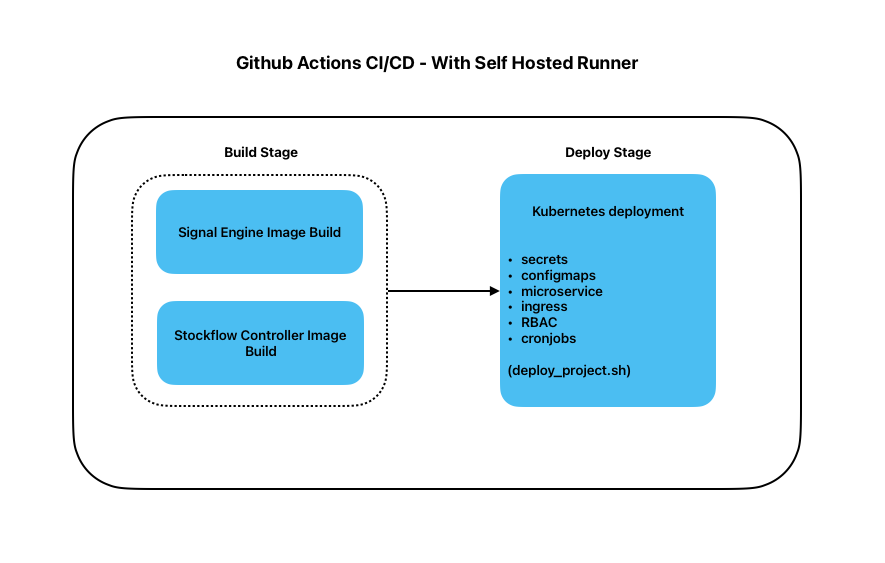 Github Actions CI/CD - With Self Hosted Runner
Build Stage
Signal Engine Image Build
Stockflow Controller Image
Build
Deploy Stage
Kubernetes deployment
• secrets
• configmaps
• microservice
• ingress
• RBAC
• cronjobs
(deploy_project.sh)